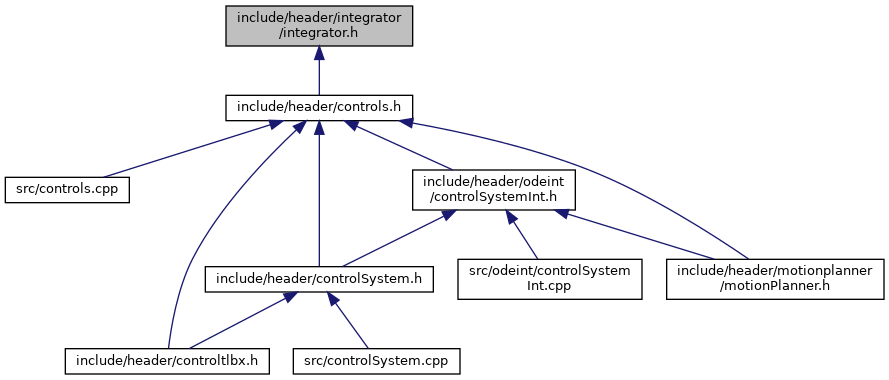 include/header/integrator
/integrator.h
include/header/controls.h
src/controls.cpp
include/header/odeint
/controlSystemInt.h
include/header/controlSystem.h
src/odeint/controlSystem
Int.cpp
include/header/motionplanner
/motionPlanner.h
include/header/controltlbx.h
src/controlSystem.cpp